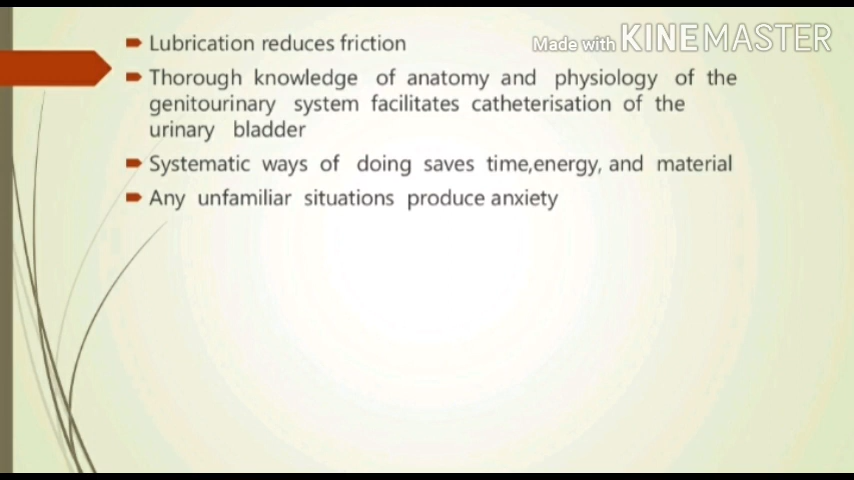 Lubrication reduces friction
Made with KINEMASTER
Thorough knowledge of anatomy and physiology of the
genitourinary system facilitates catheterisation of the
urinary bladder
Systematic ways of doing saves time,energy, and material
Any unfamiliar situations produce anxiety